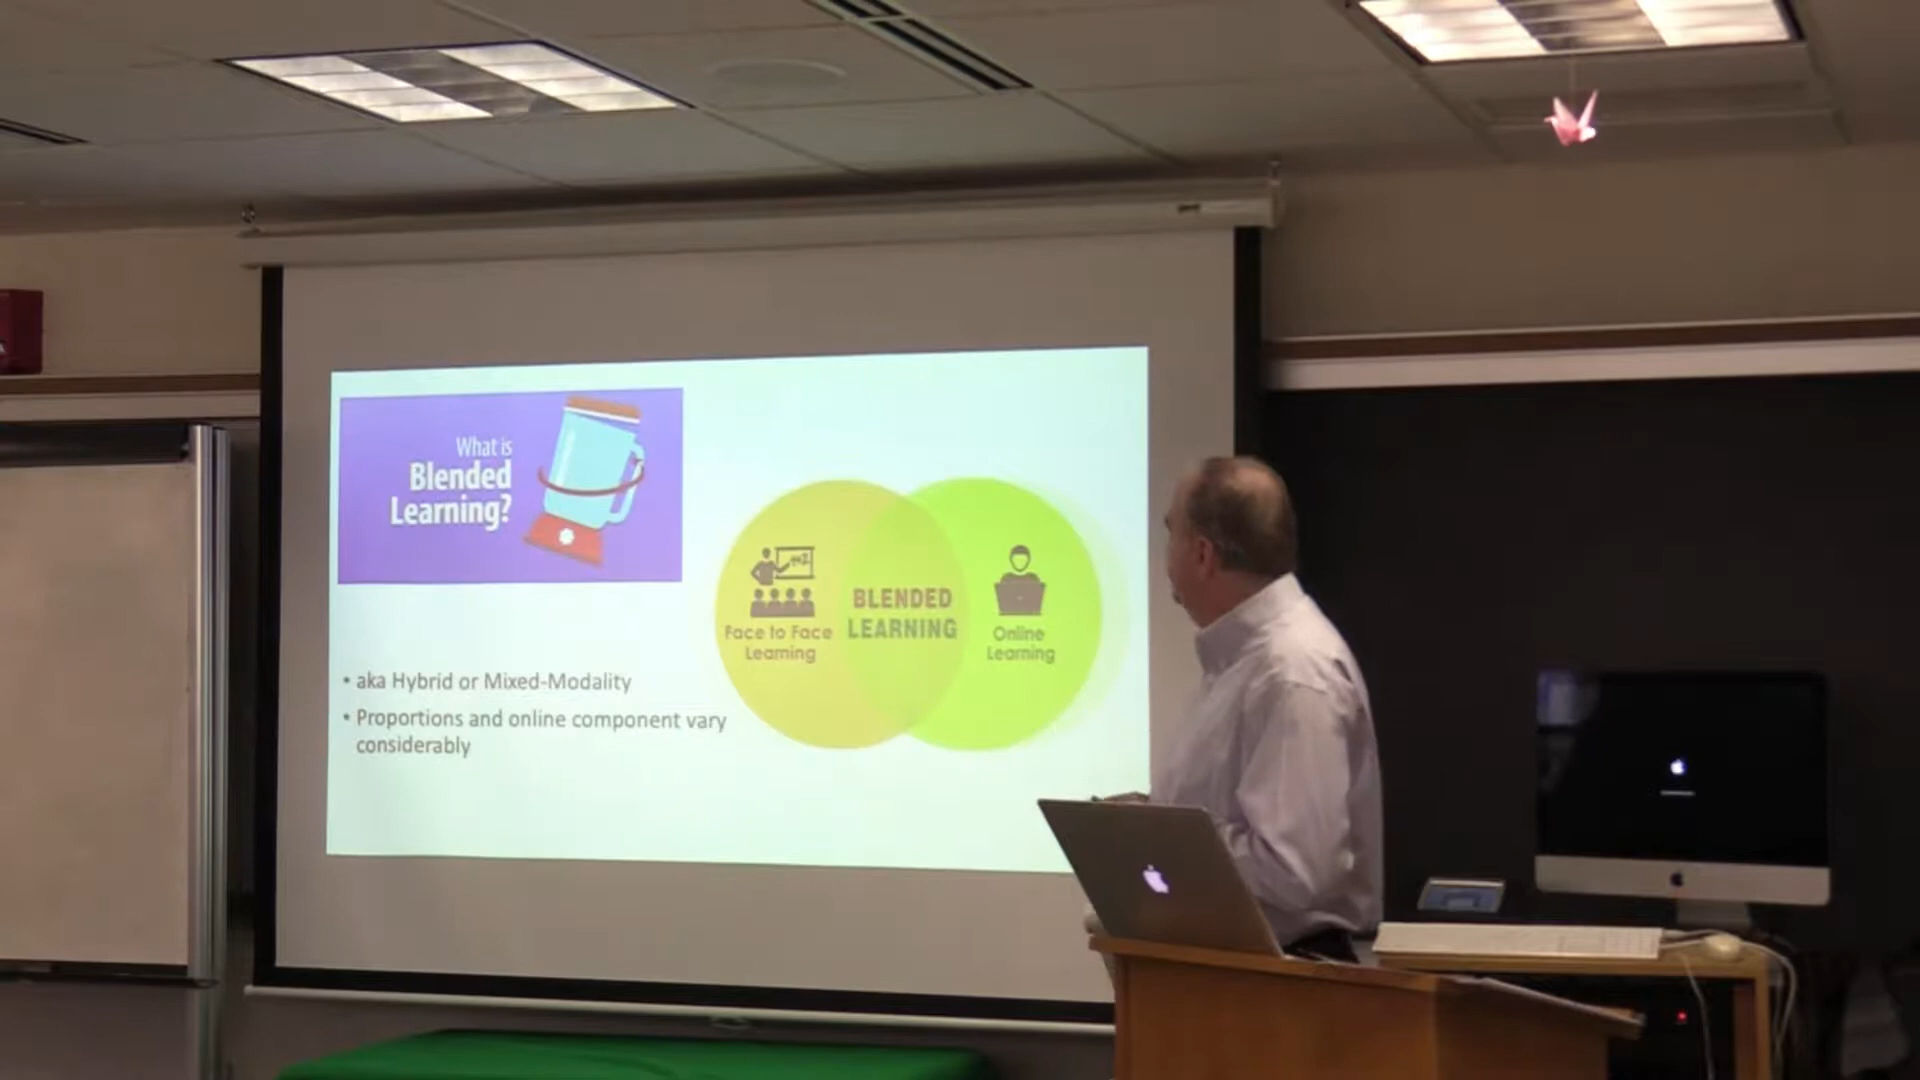 What is
Blended
Learning?
Face to Face
Learning
BLENDED
LEARNING
Online
Learning
• aka Hybrid or Mixed-Modality
• Proportions and online component vary
considerably